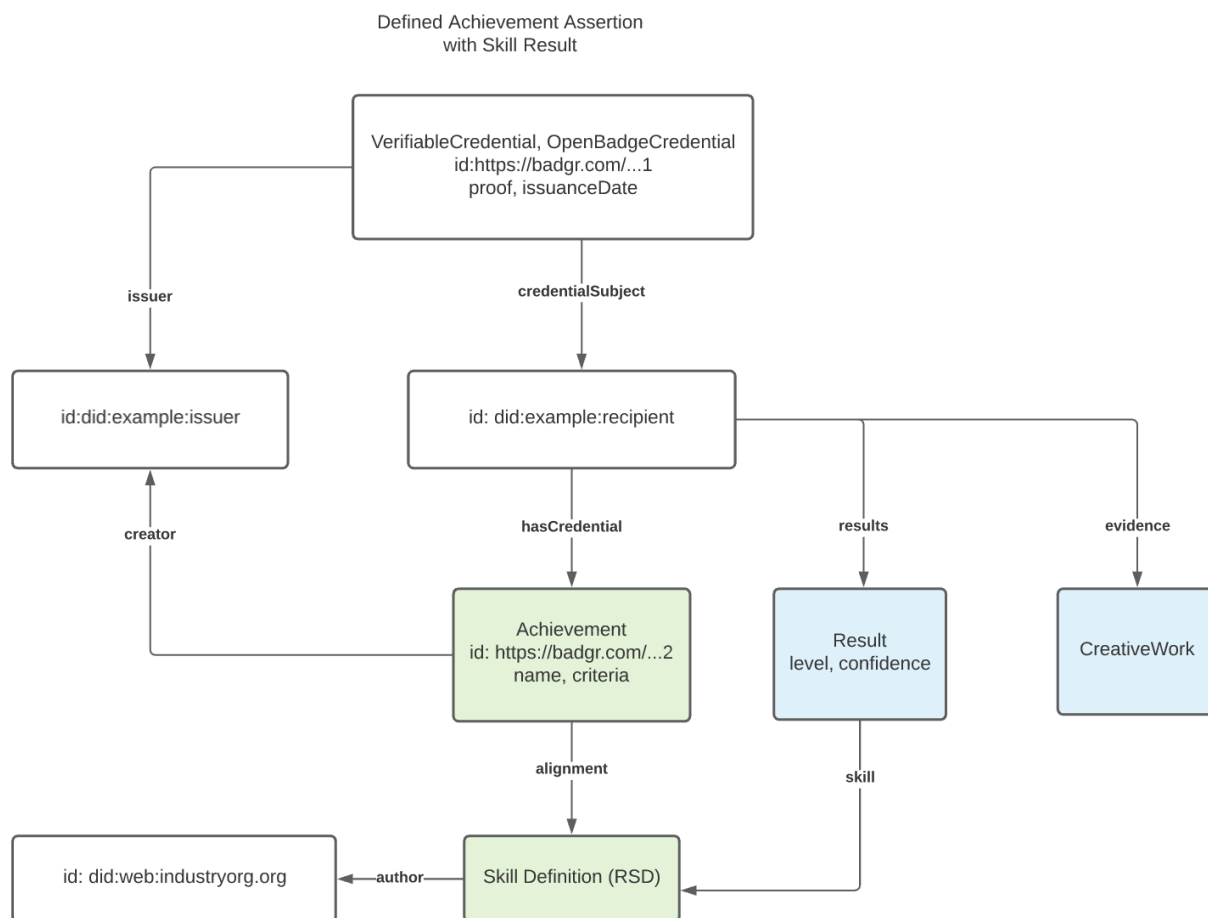 Defined Achievement Assertion
with Skill Result
VerifiableCredential, OpenBadgeCredential
id:https://badgr.com/...1
proof, issuanceDate
issuer
credentialSubject
id:did:example:issuer
id: did:example:recipient
creator
hasCredential
results
evidence
Achievement
id: https://badgr.com/...2
name, criteria
Result
level, confidence
CreativeWork
alignment
skill
id: did:web:industryorg.org
author
Skill Definition (RSD)